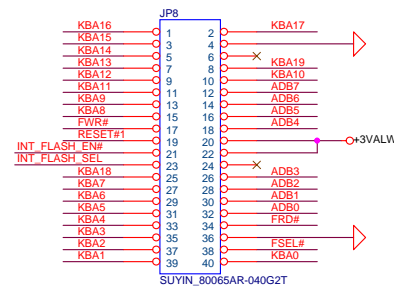 JP8
KBA16 1 2 KBA17
KBA15 3 4
KBA14 5 6
KBA13 7 8 KBA19
KBA12 9 10 KBA10
KBA11 11 12 ADB7
KBA9 13 14 ADB6
KBA8 15 16 ADB5
FWR# 17 18 ADB4
RESET#1 19 20 +3VALW
INT_FLASH_EN# 21 22
INT_FLASH_SEL 23 24
KBA18 25 26 ADB3
KBA7 27 28 ADB2
KBA6 29 30 ADB1
KBA5 31 32 ADB0
KBA4 33 34 FRD#
KBA3 35 36
KBA2 37 38 FSEL#
KBA1 39 40 KBA0
SUYIN_80065AR-040G2T